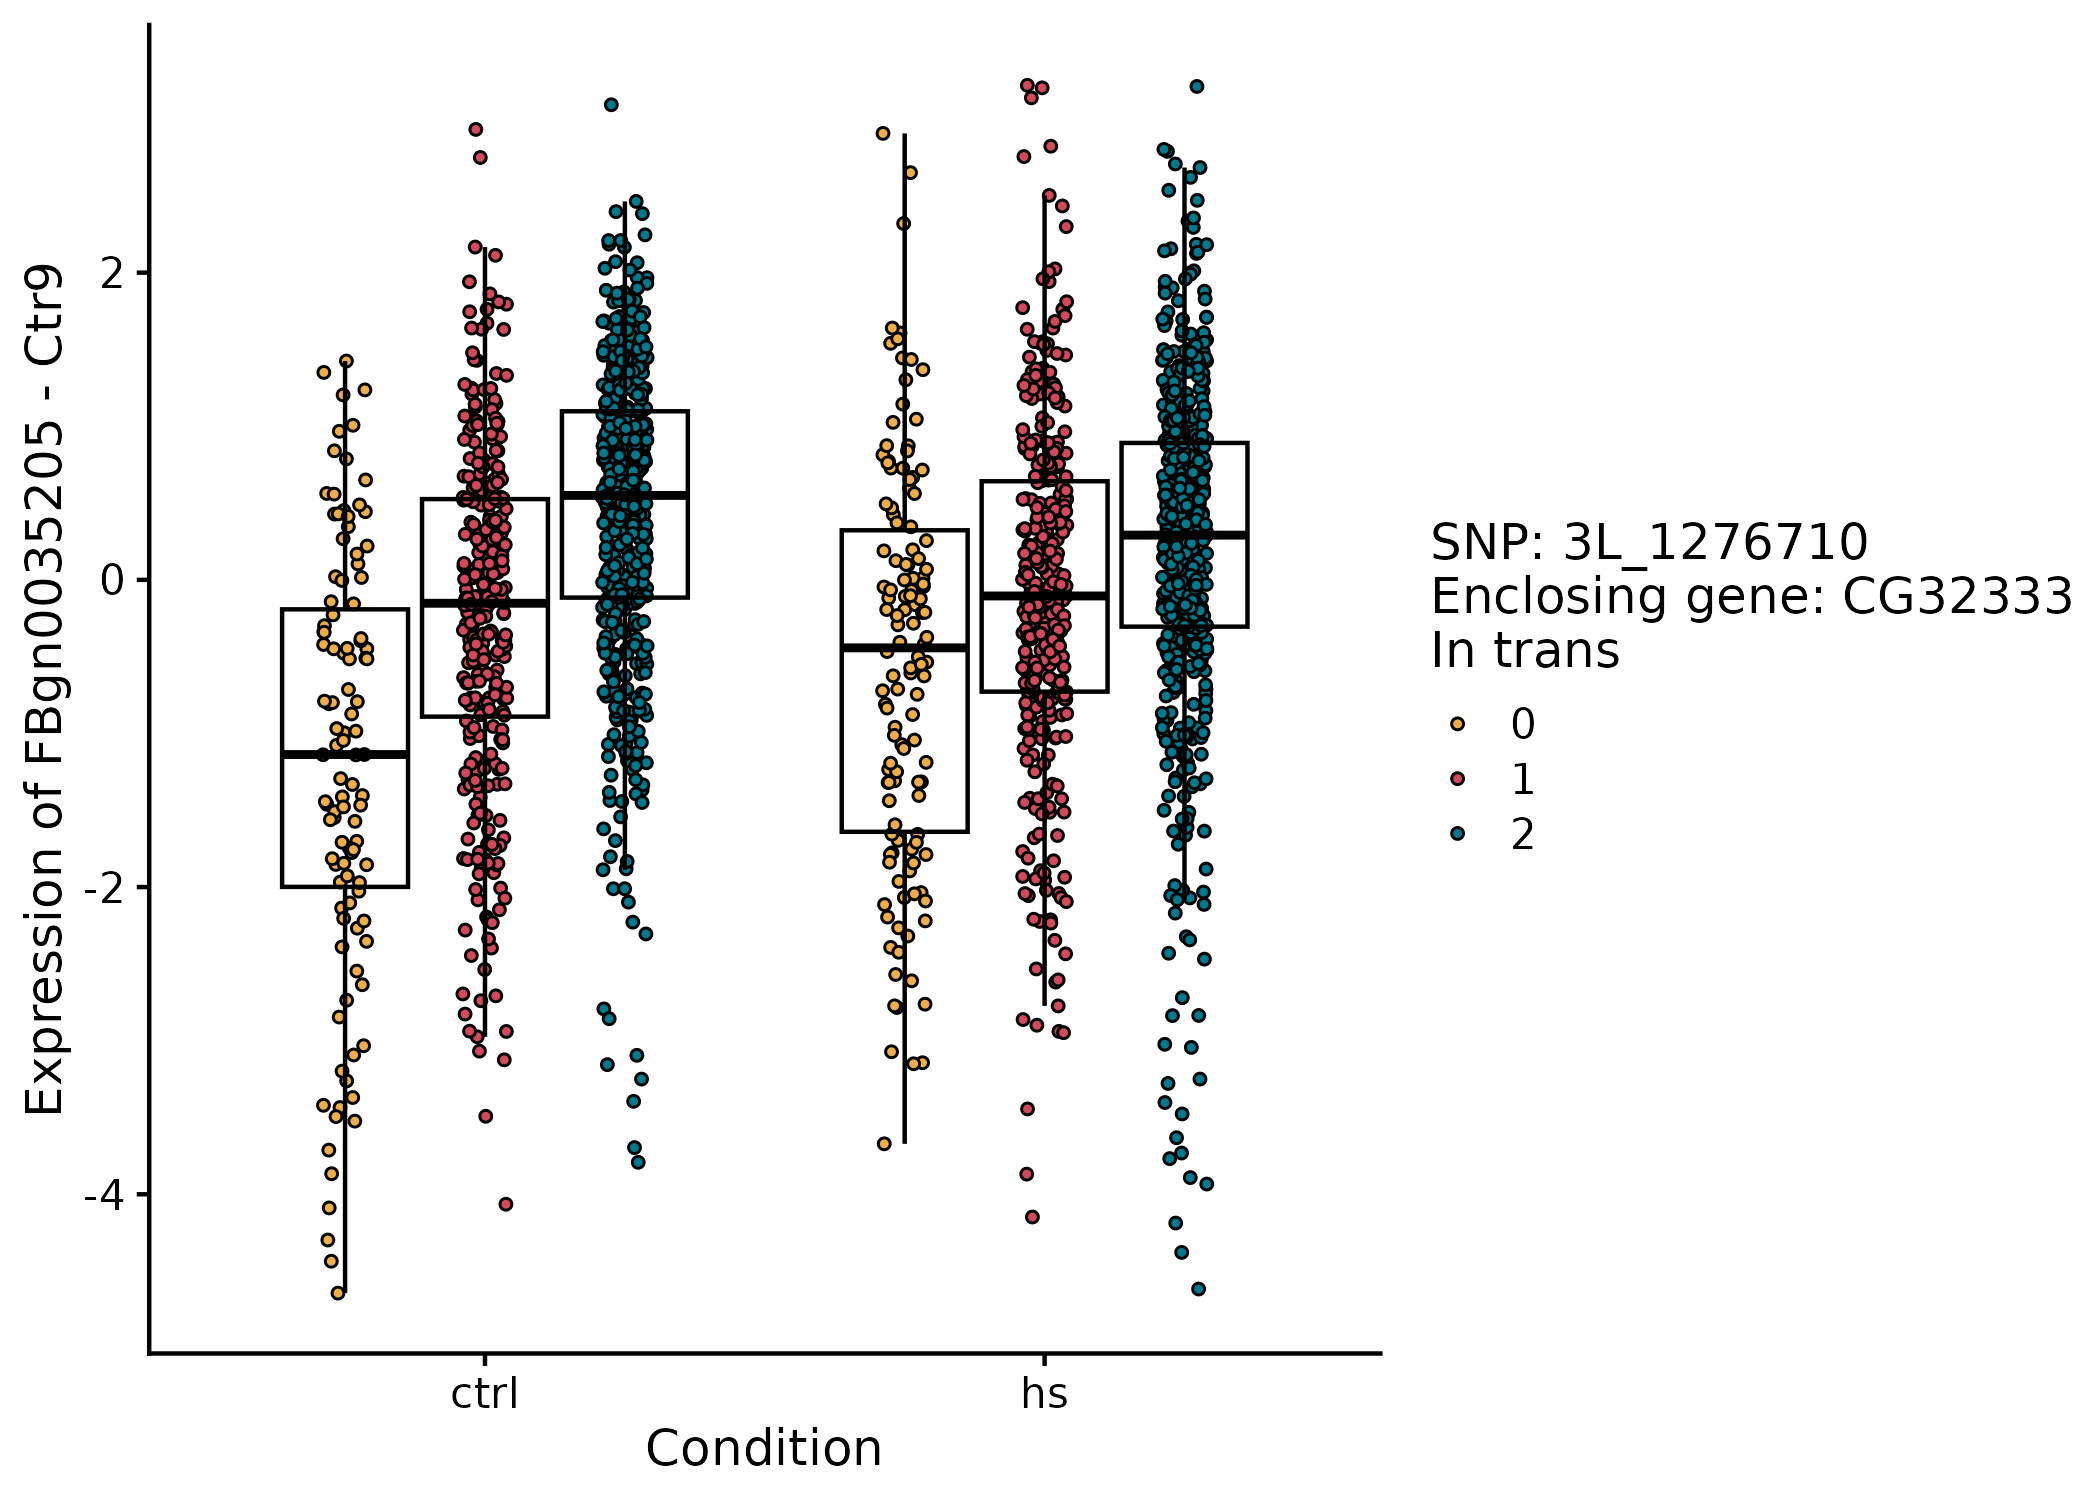 Expression of FBgn0035205 - Ctr9
2
0
-2
-4
ctrl
hs
Condition
SNP: 3L_1276710
Enclosing gene: CG32333
In trans
0
1
2